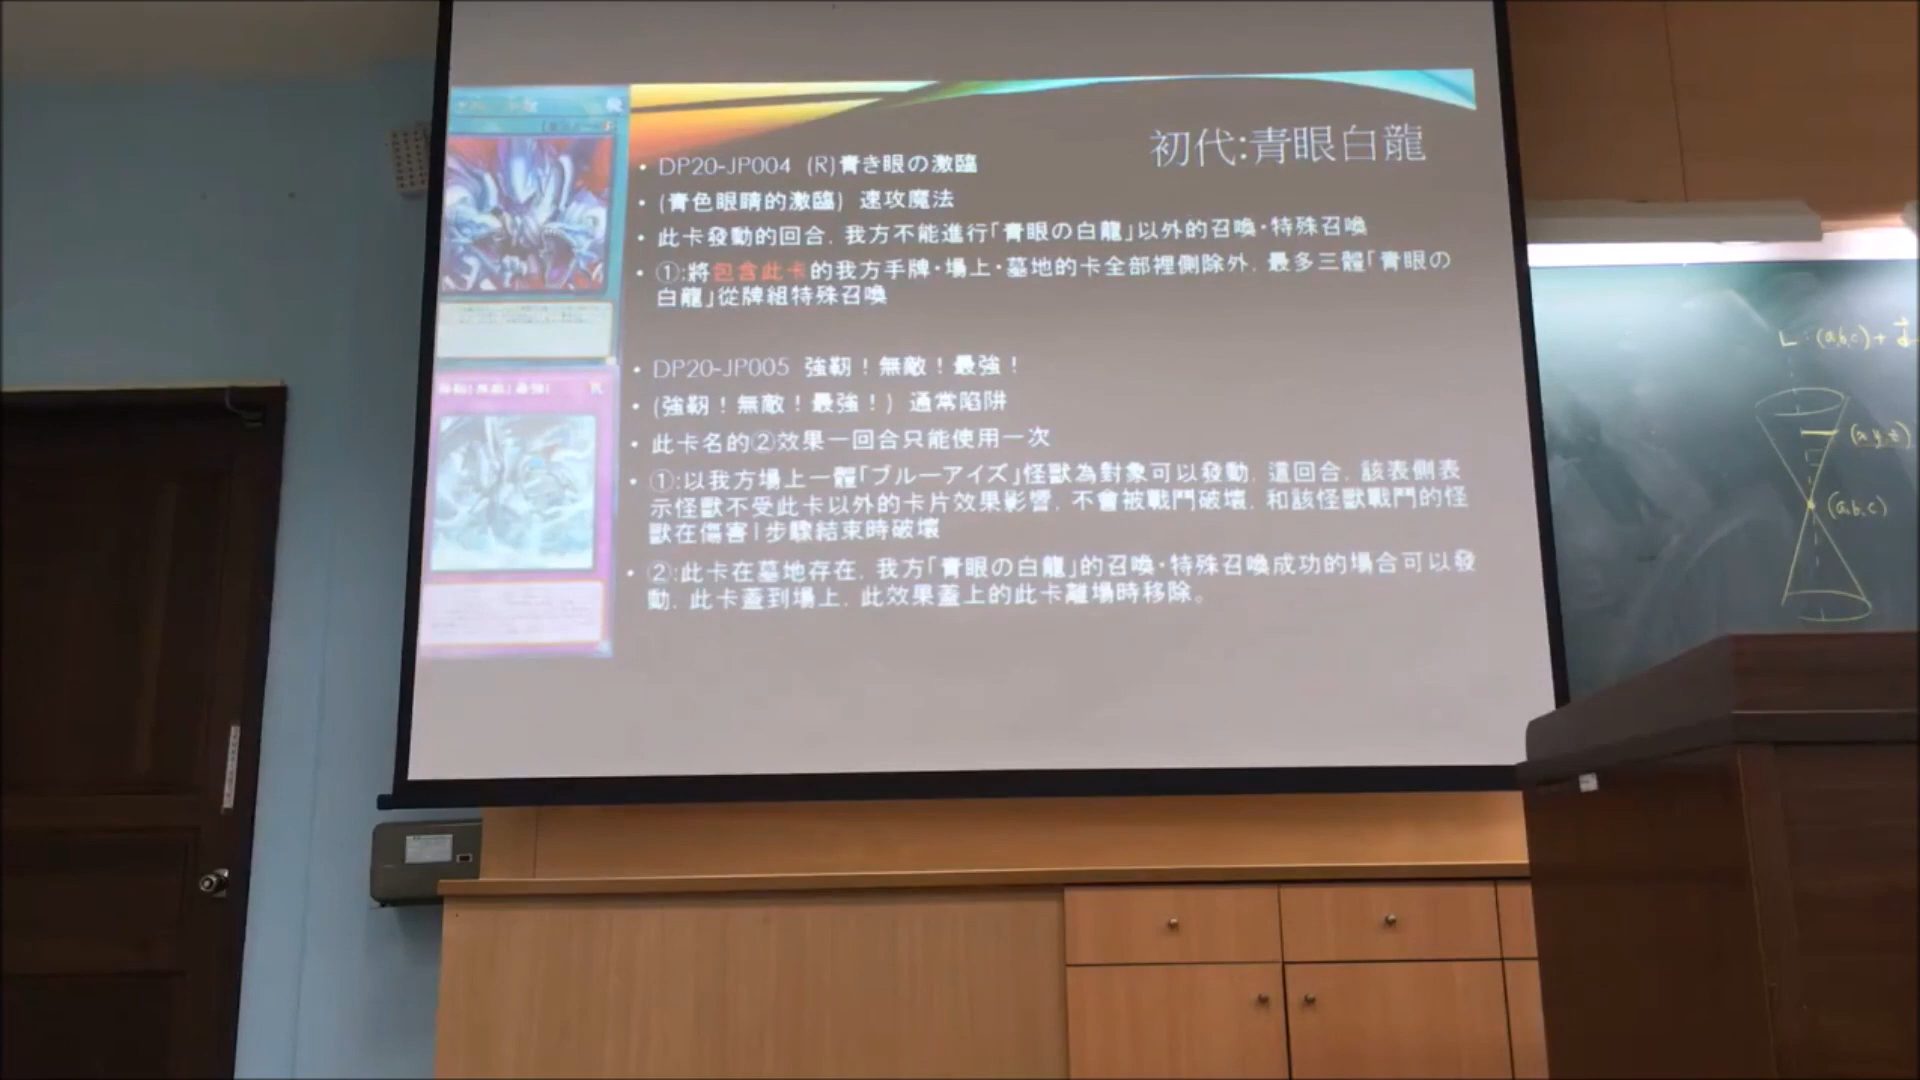 初代:青眼白龍
• DP20-JP004 (R)青き眼の激臨
• (青色眼睛的激臨) 速攻魔法
• 此卡發動的回合, 我方不能進行「青眼の白龍」以外的召喚・特殊召喚
• ①:將包含此卡的我方手牌・場上・墓地的卡全部裡側除外, 最多三體「青眼の
白龍」從牌組特殊召喚
• DP20-JP005 強靭!無敵!最強!
• (強靭!無敵!最強!) 通常陷阱
• 此卡名的②效果一回合只能使用一次
• ①:以我方場上一體「ブルーアイズ」怪獸為對象可以發動, 這回合, 該表側表
示怪獸不受此卡以外的卡片效果影響, 不會被戰鬥破壞, 和該怪獸戰鬥的怪
獸在傷害|步驟結束時破壞
• ②:此卡在墓地存在, 我方「青眼の白龍」的召喚・特殊召喚成功的場合可以發
動, 此卡蓋到場上, 此效果蓋上的此卡離場時移除。
強靭!無敵!最強!
L:(a,b,c)+
(x,y,z)
(a,b,c)